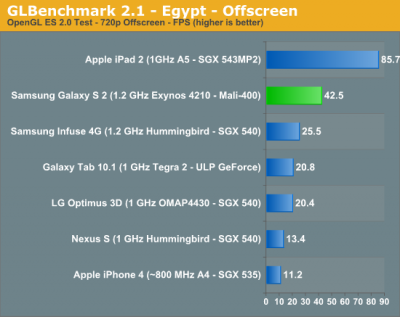 GLBenchmark 2.1 - Egypt - Offscreen
OpenGL ES 2.0 Test - 720p Offscreen - FPS (higher is better)
Apple iPad 2 (1GHz A5 - SGX 543MP2) 85.7
Samsung Galaxy S 2 (1.2 GHz Exynos 4210 - Mali-400) 42.5
Samsung Infuse 4G (1.2 GHz Hummingbird - SGX 540) 25.5
Galaxy Tab 10.1 (1 GHz Tegra 2 - ULP GeForce) 20.8
LG Optimus 3D (1 GHz OMAP4430 - SGX 540) 20.4
Nexus S (1 GHz Hummingbird - SGX 540) 13.4
Apple iPhone 4 (~800 MHz A4 - SGX 535) 11.2
0 10 20 30 40 50 60 70 80 90